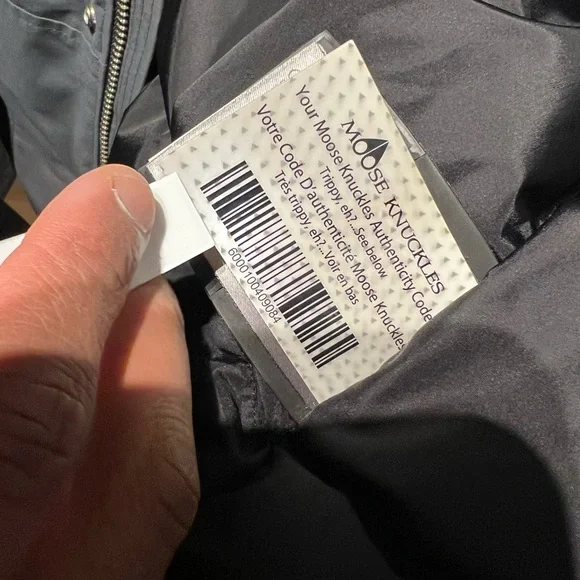 MOOSE KNUCKLES
Your Moose Knuckles Authenticity Code
Trippy, eh?...See below
Votre Code D'authenticité Moose Knuckles
Très trippy, eh?...Voir en bas
6000100409084